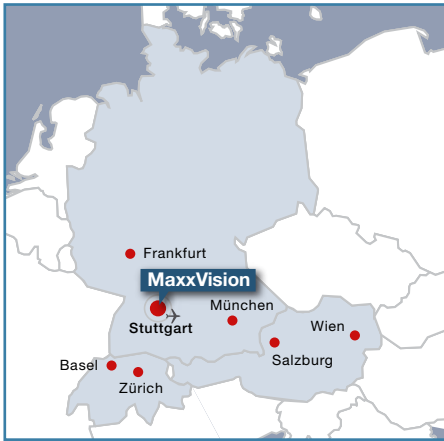 Frankfurt
MaxxVision
München
Stuttgart
Wien
Salzburg
Basel
Zürich